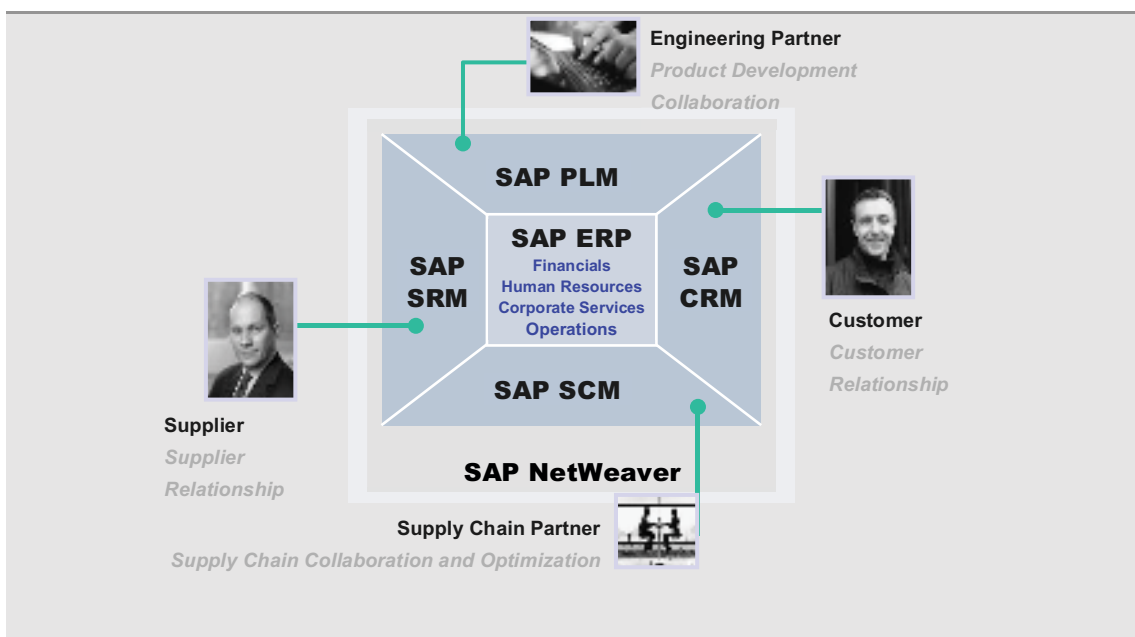 Engineering Partner
Product Development
Collaboration
SAP PLM
SAP ERP
Financials
Human Resources
Corporate Services
Operations
SAP
SRM
SAP
CRM
SAP SCM
Customer
Customer
Relationship
Supplier
Supplier
Relationship
SAP NetWeaver
Supply Chain Partner
Supply Chain Collaboration and Optimization